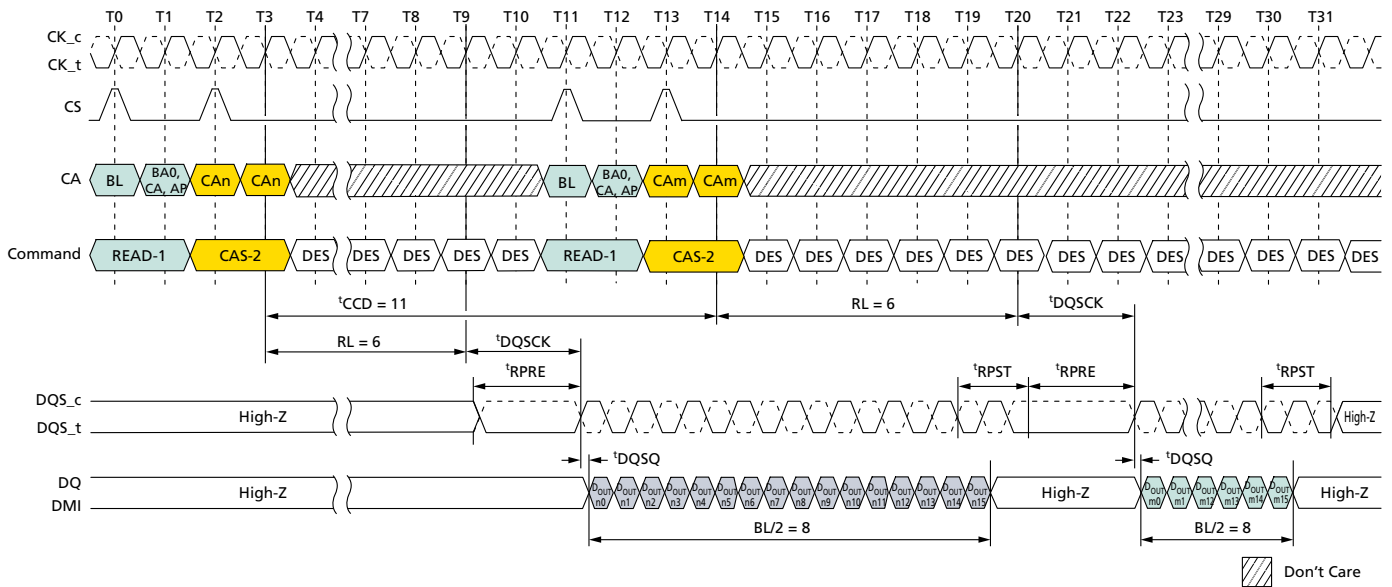 T0 T1 T2 T3 T4 T7 T8 T9 T10 T11 T12 T13 T14 T15 T16 T17 T18 T19 T20 T21 T22 T23 T29 T30 T31
CK_c
CK_t
CS
CA BL BA0, CA, AP CAn CAn BL BA0, CA, AP CAm CAm
Command READ-1 CAS-2 DES DES DES DES DES READ-1 CAS-2 DES DES DES DES DES DES DES DES DES DES DES DES DES
tCCD = 11 RL = 6 tDQSCK
RL = 6 tDQSCK
tRPRE tRPST tRPRE tRPST
DQS_c
DQS_t
High-Z High-Z
tDQSQ tDQSQ
DQ
DMI
High-Z DOUT n0 DOUT n1 DOUT n2 DOUT n3 DOUT n4 DOUT n5 DOUT n6 DOUT n7 DOUT n8 DOUT n9 DOUT n10 DOUT n11 DOUT n12 DOUT n13 DOUT n14 DOUT n15 High-Z DOUT m0 DOUT m1 DOUT m12 DOUT m13 DOUT m14 DOUT m15 High-Z
BL/2 = 8 BL/2 = 8
Don't Care